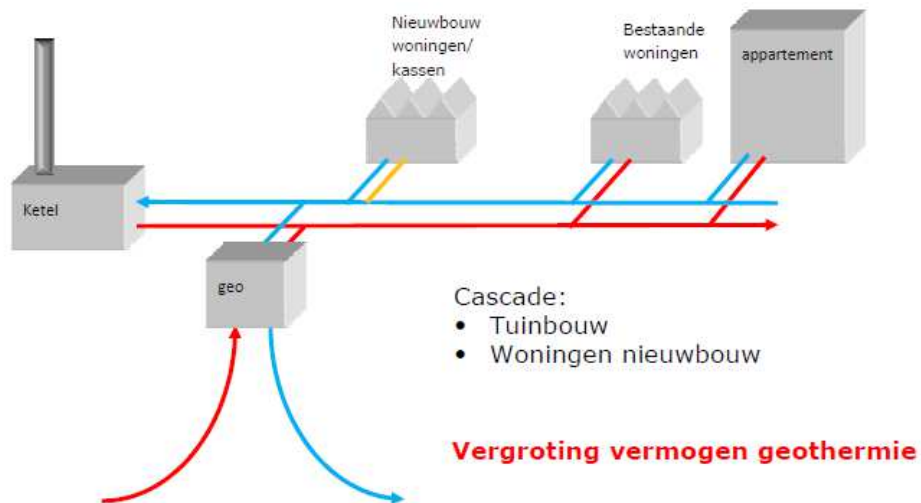 Nieuwbouw
woningen/
kassen
Bestaande
woningen
appartement
Ketel
geo
Cascade:
• Tuinbouw
• Woningen nieuwbouw
Vergroting vermogen geothermie